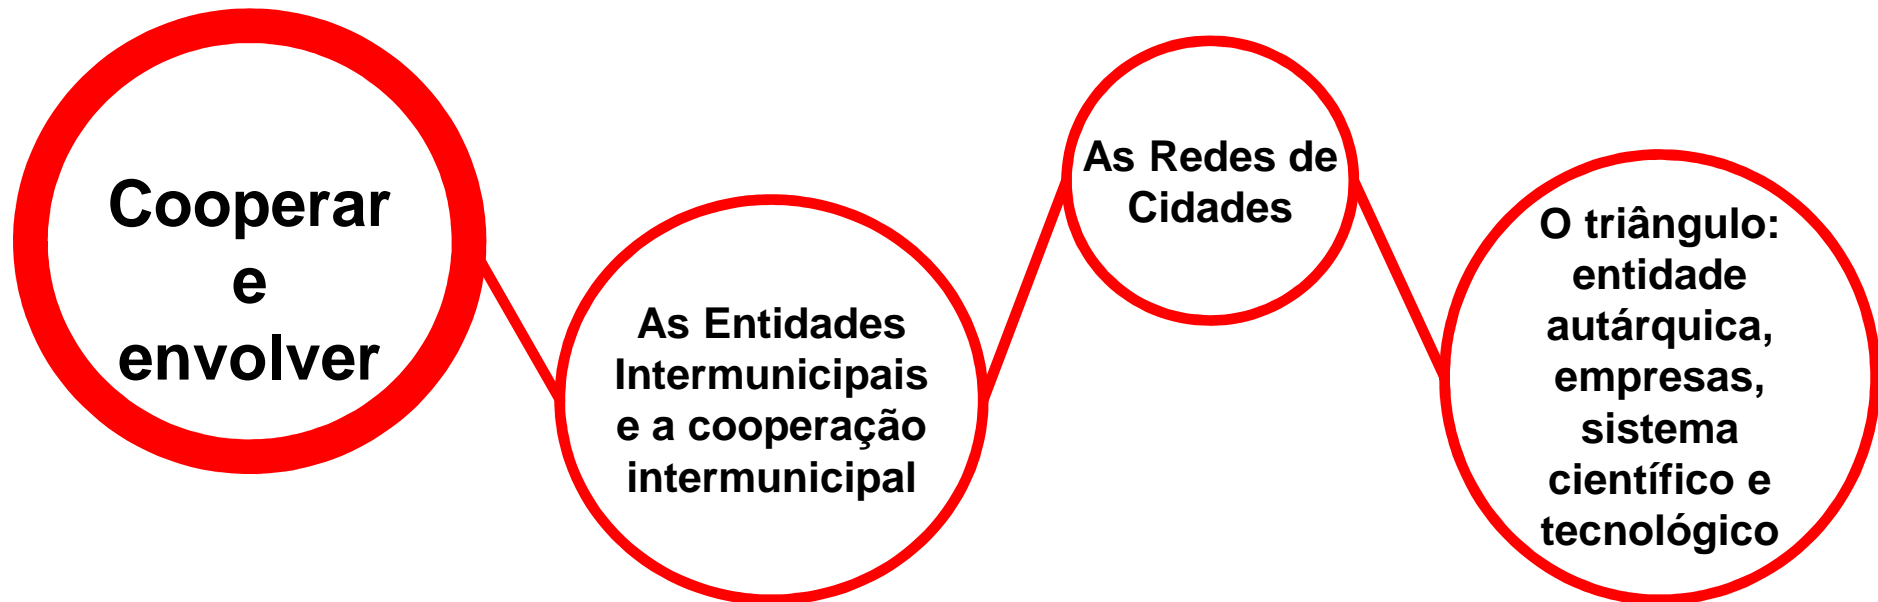 Cooperar
e
envolver
As Entidades
Intermunicipais
e a cooperação
intermunicipal
As Redes de
Cidades
O triângulo:
entidade
autárquica,
empresas,
sistema
científico e
tecnológico